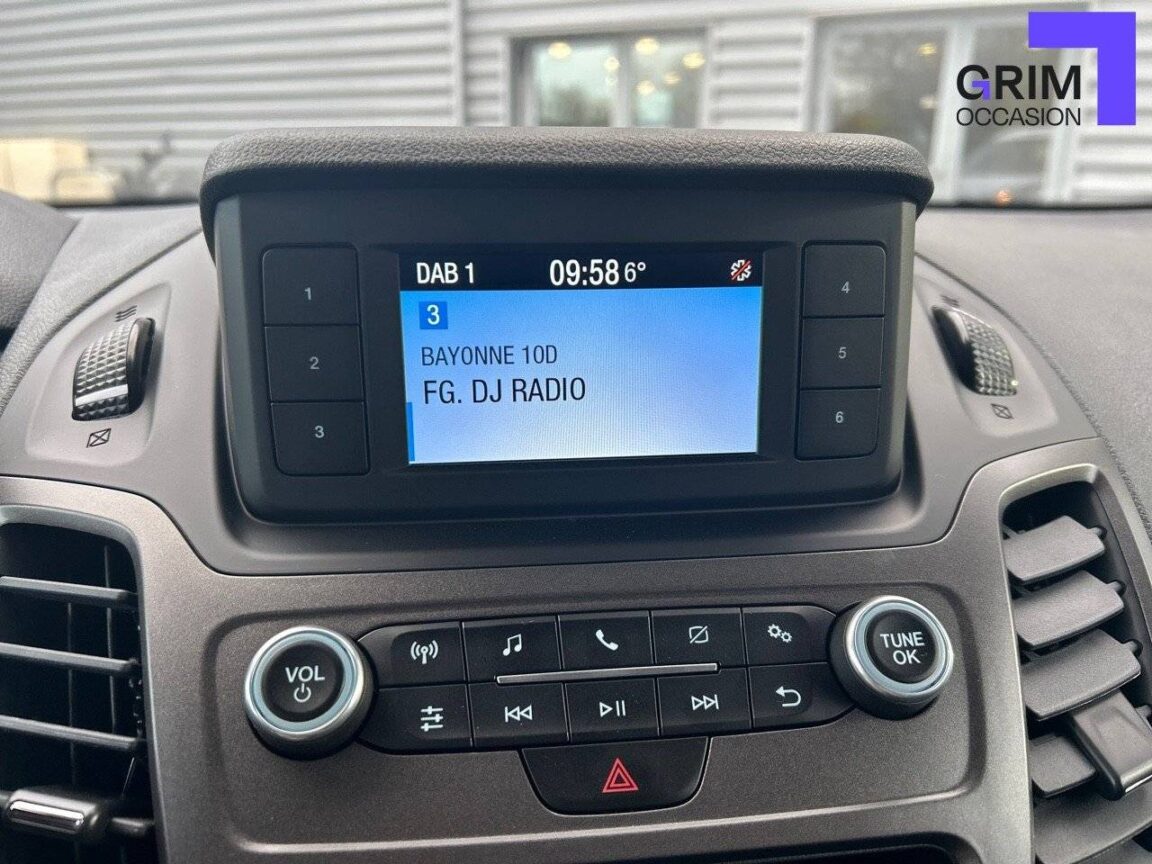 GRIM
OCCASION
DAB 1 09:58 6°
3
BAYONNE 10D
FG. DJ RADIO
1
2
3
4
5
6
VOL
TUNE
OK